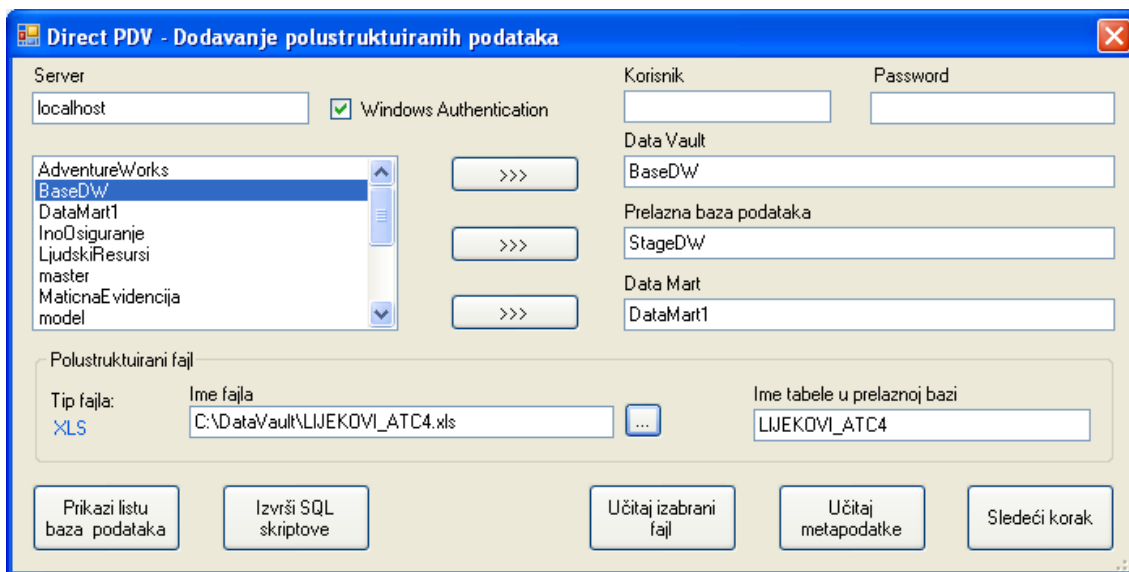 Direct PDV - Dodavanje polustruktuiranih podataka
Server
Korisnik
Password
localhost
Windows Authentication
Data Vault
AdventureWorks
BaseDW
DataMart1
InoOsiguranje
LjudskiResursi
master
MaticnaEvidencija
model
>>>
>>>
>>>
BaseDW
Prelazna baza podataka
StageDW
Data Mart
DataMart1
Polustruktuirani fajl
Tip fajla:
XLS
Ime fajla
C:\DataVault\LIJEKOVI_ATC4.xls
...
Ime tabele u prelaznoj bazi
LIJEKOVI_ATC4
Prikazi listu
baza podataka
Izvrši SQL
skriptove
Učitaj izabrani
fajl
Učitaj
metapodatke
Sledeći korak